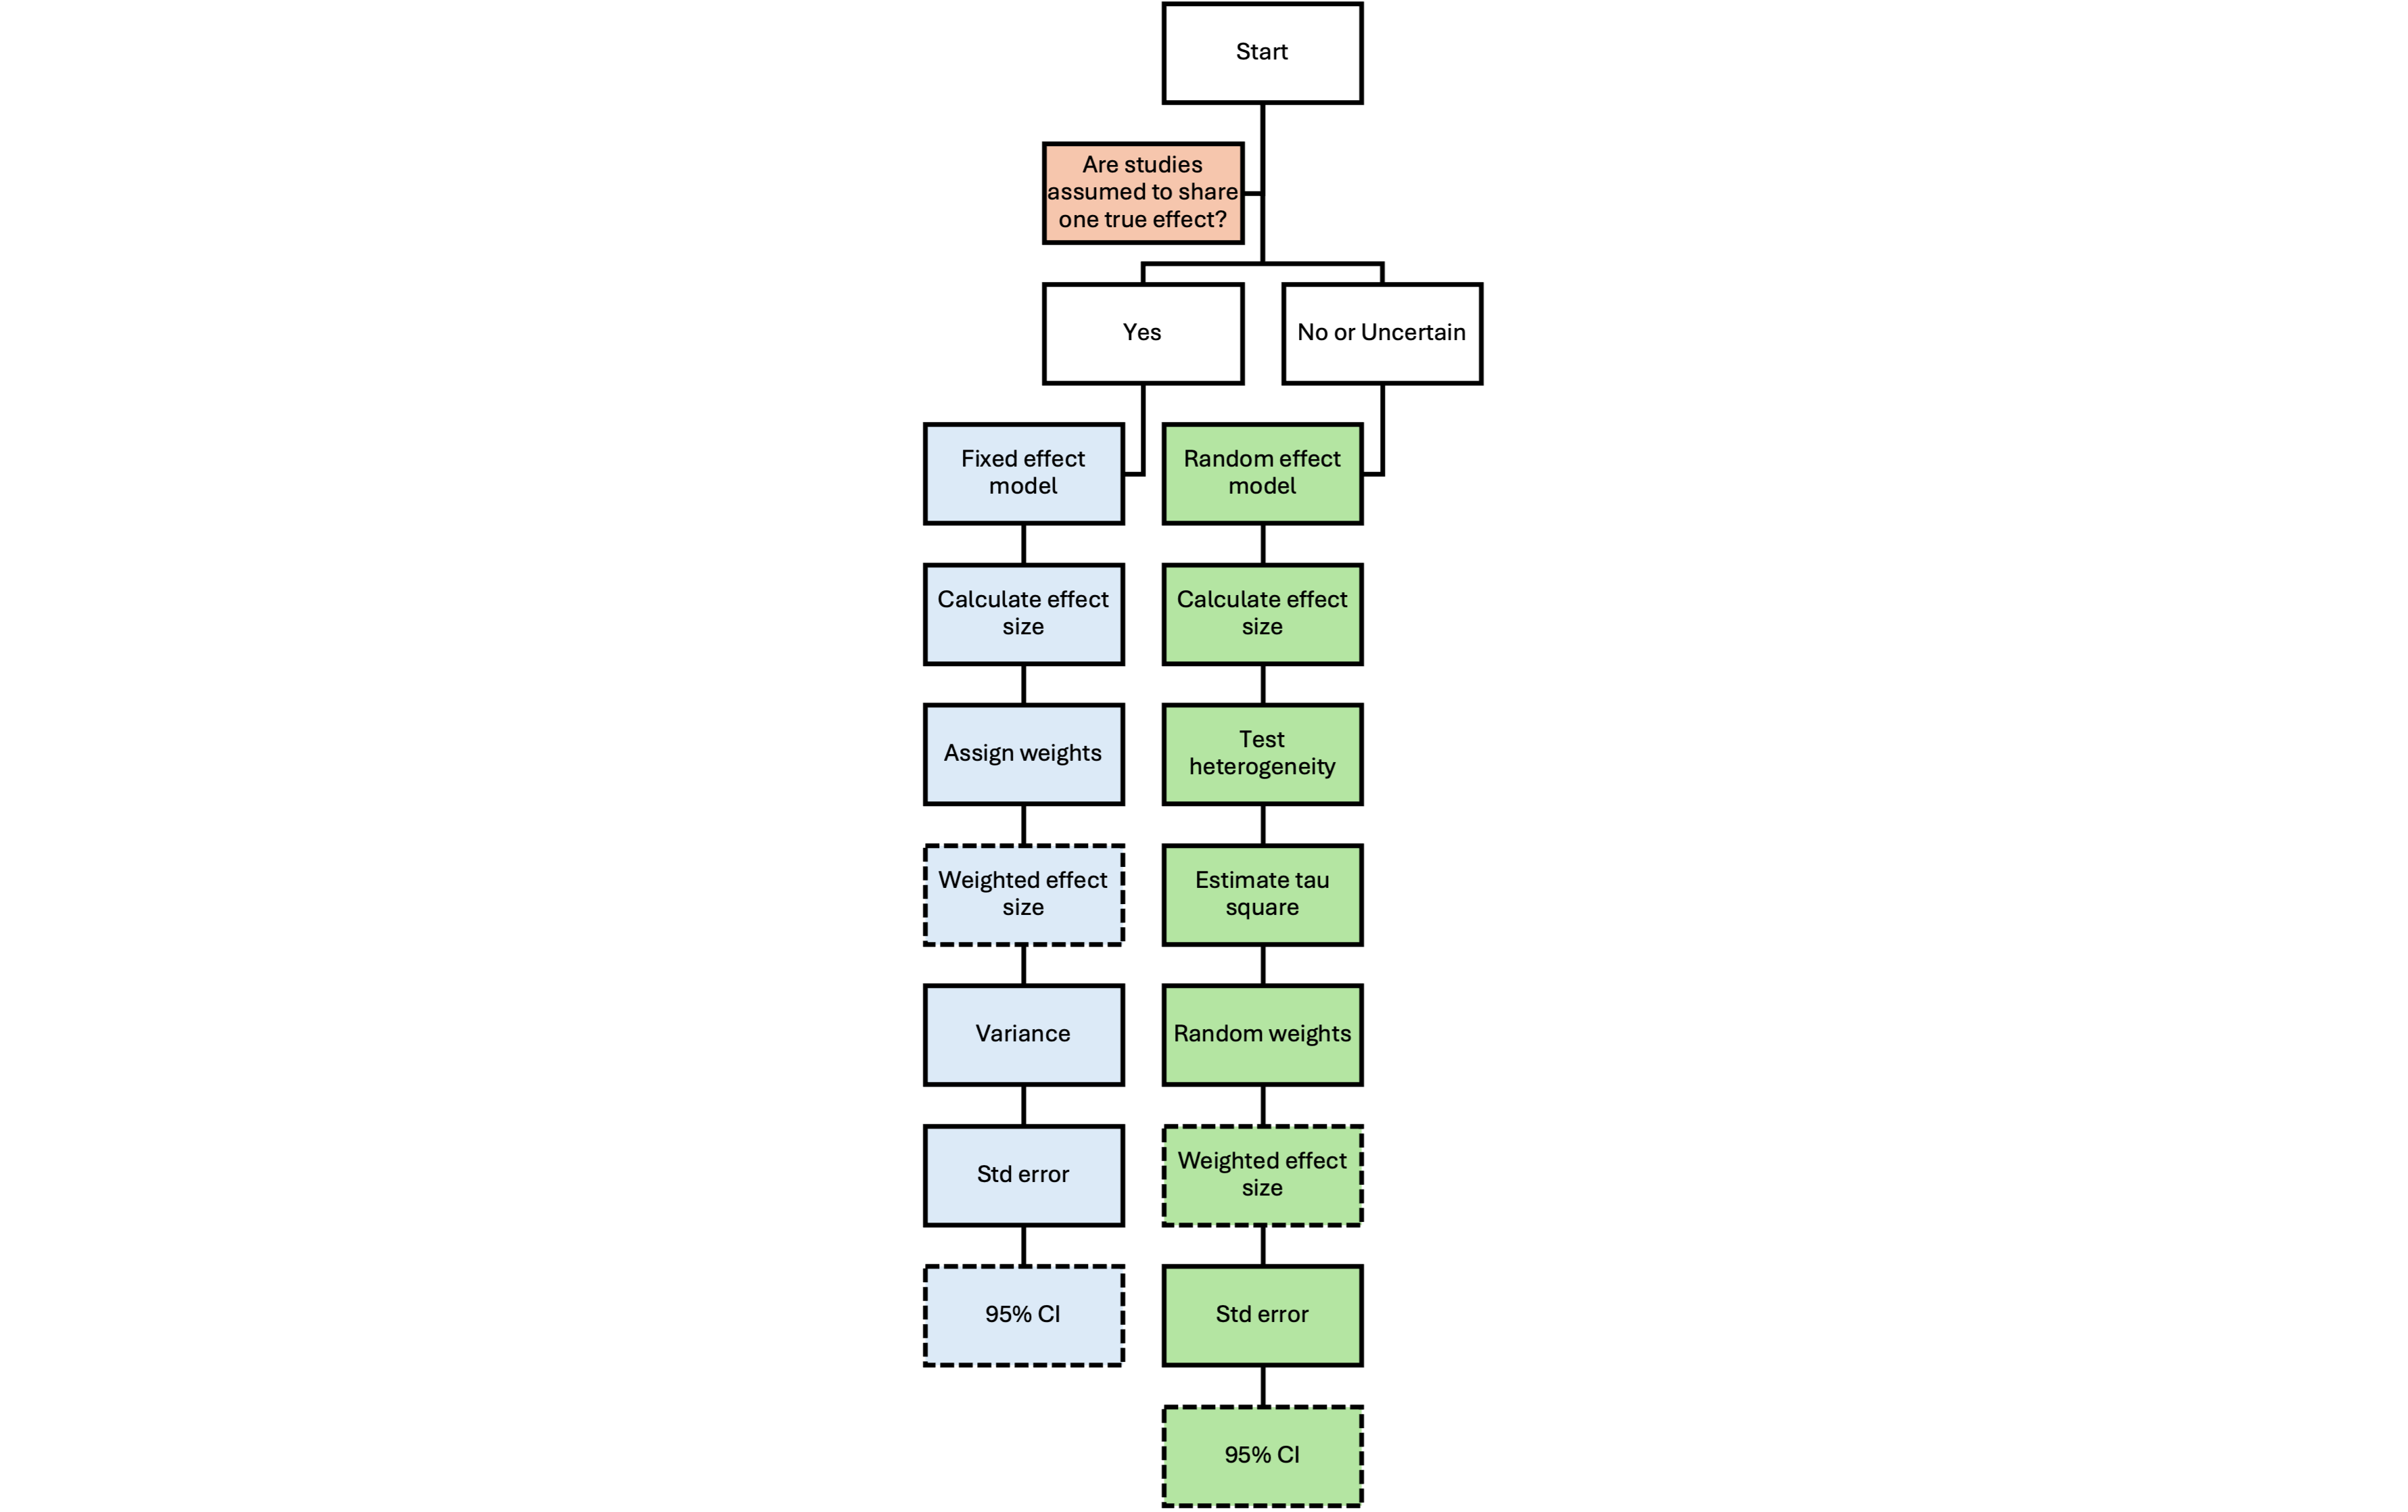 Start
Are studies
assumed to share
one true effect?
Yes
No or Uncertain
Fixed effect
model
Random effect
model
Calculate effect
size
Calculate effect
size
Assign weights
Test
heterogeneity
Weighted effect
size
Estimate tau
square
Variance
Random weights
Std error
Weighted effect
size
95% CI
Std error
95% CI